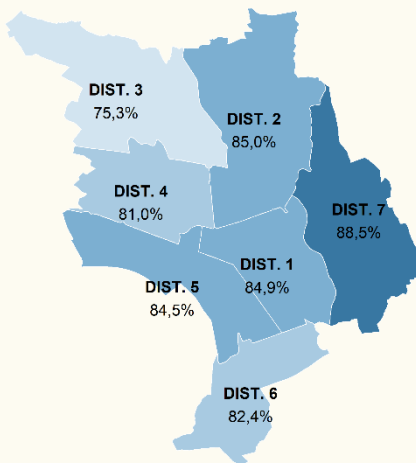 DIST. 3
75,3%
DIST. 2
85,0%
DIST. 4
81,0%
DIST. 7
88,5%
DIST. 1
84,9%
DIST. 5
84,5%
DIST. 6
82,4%